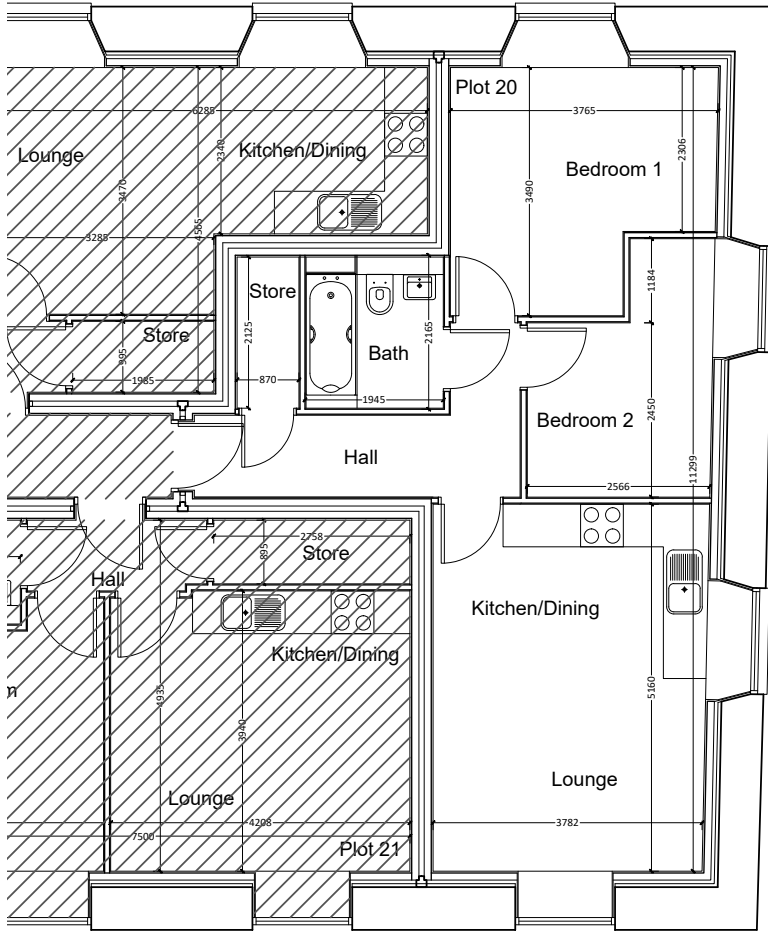 Plot 20
6285
3765
Lounge
Kitchen/Dining
2340
2306
Bedroom 1
3470
3490
4565
3285
1184
Store
2125
2165
Store
995
Bath
1985
870
1945
2450
Bedroom 2
Hall
11299
2566
2758
895
Store
Hall
Kitchen/Dining
Kitchen/Dining
m
4935
3940
5160
Lounge
Lounge
4208
3782
7500
Plot 21